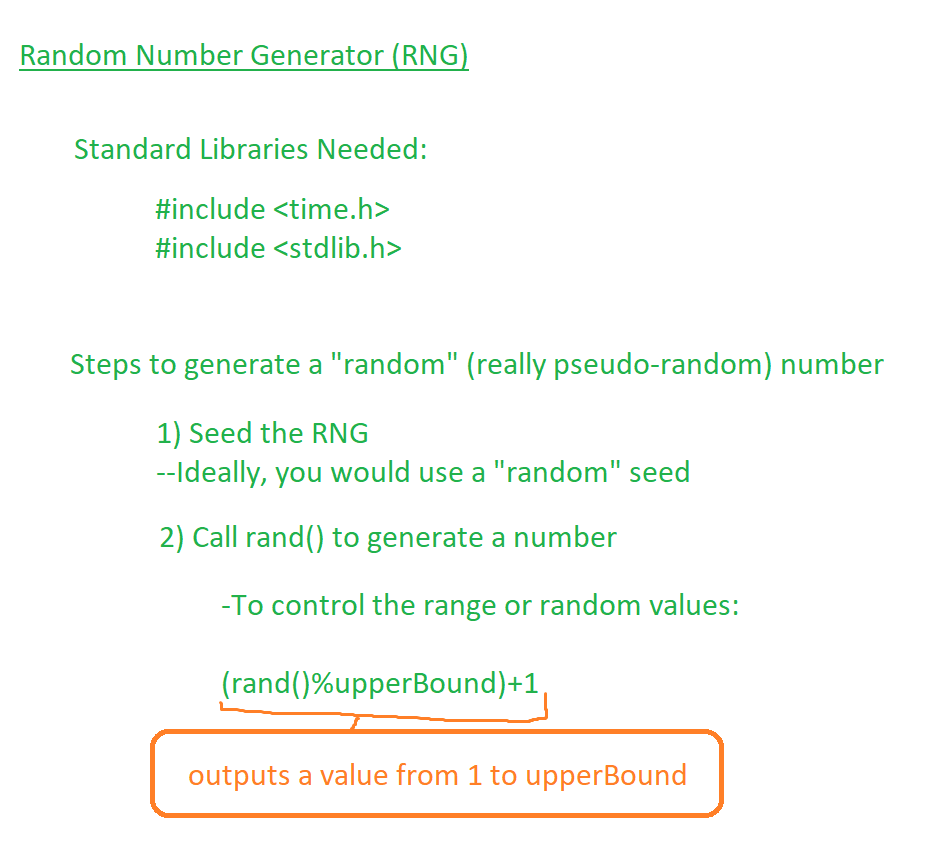 Random Number Generator (RNG)
Standard Libraries Needed:
#include <time.h>
#include <stdlib.h>
Steps to generate a "random" (really pseudo-random) number
1) Seed the RNG
--Ideally, you would use a "random" seed
2) Call rand() to generate a number
-To control the range or random values:
(rand()%upperBound)+1
outputs a value from 1 to upperBound